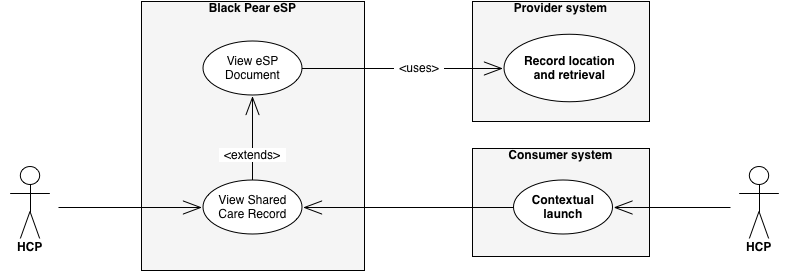 Black Pear eSP
Provider system
View eSP
Document
<uses>
Record location
and retrieval
<extends>
Consumer system
View Shared
Care Record
Contextual
launch
HCP
HCP